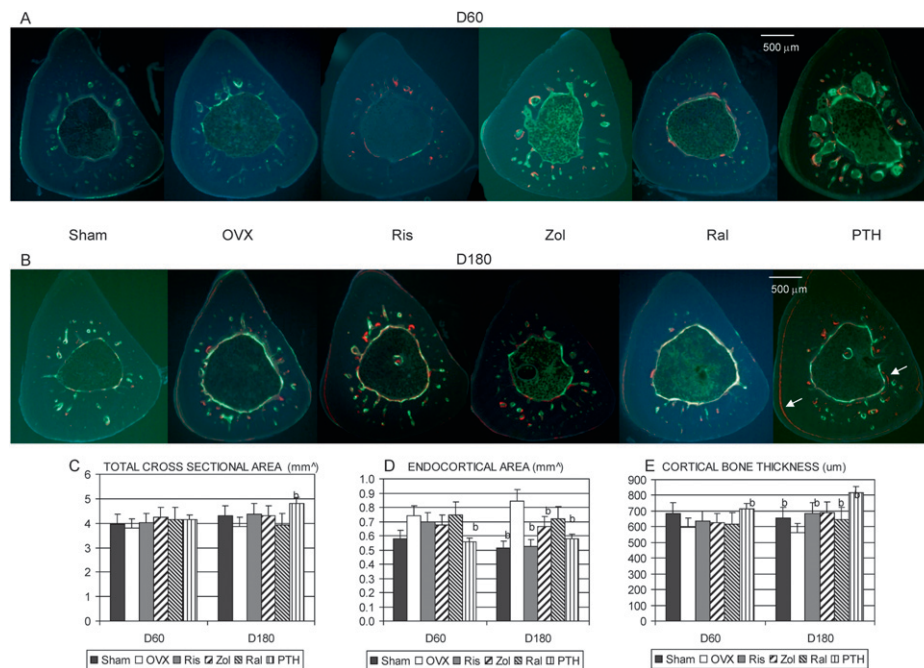 A
D60
500 μm
Sham OVX Ris Zol Ral PTH
B
D180
500 μm
C TOTAL CROSS SECTIONAL AREA (mm^)
6
5
4
3
2
1
0
b
D60 D180
Sham OVX Ris Zol Ral PTH
D ENDOCORTICAL AREA (mm^)
1.0
0.9
0.8
0.7
0.6
0.5
0.4
0.3
0.2
0.1
0.0
b b b b b
D60 D180
Sham OVX Ris Zol Ral PTH
E CORTICAL BONE THICKNESS (um)
900
800
700
600
500
400
300
200
100
0
b b b b b b
D60 D180
Sham OVX Ris Zol Ral PTH